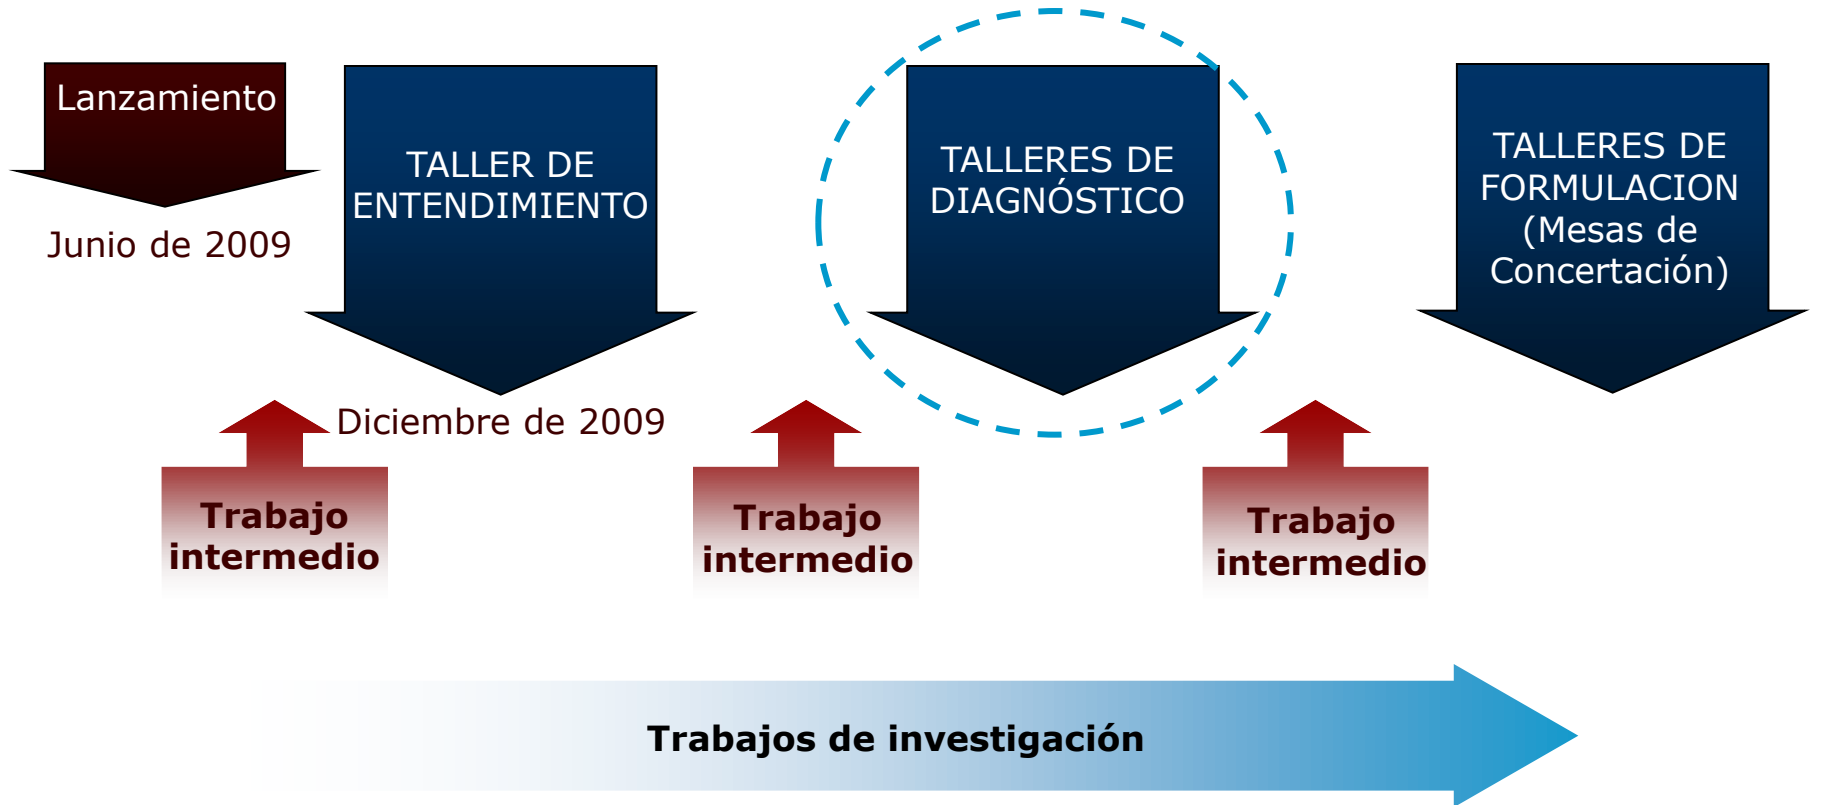 Lanzamiento
Junio de 2009
TALLER DE
ENTENDIMIENTO
Diciembre de 2009
TALLERES DE
DIAGNÓSTICO
TALLERES DE
FORMULACION
(Mesas de
Concertación)
Trabajo
intermedio
Trabajo
intermedio
Trabajo
intermedio
Trabajos de investigación